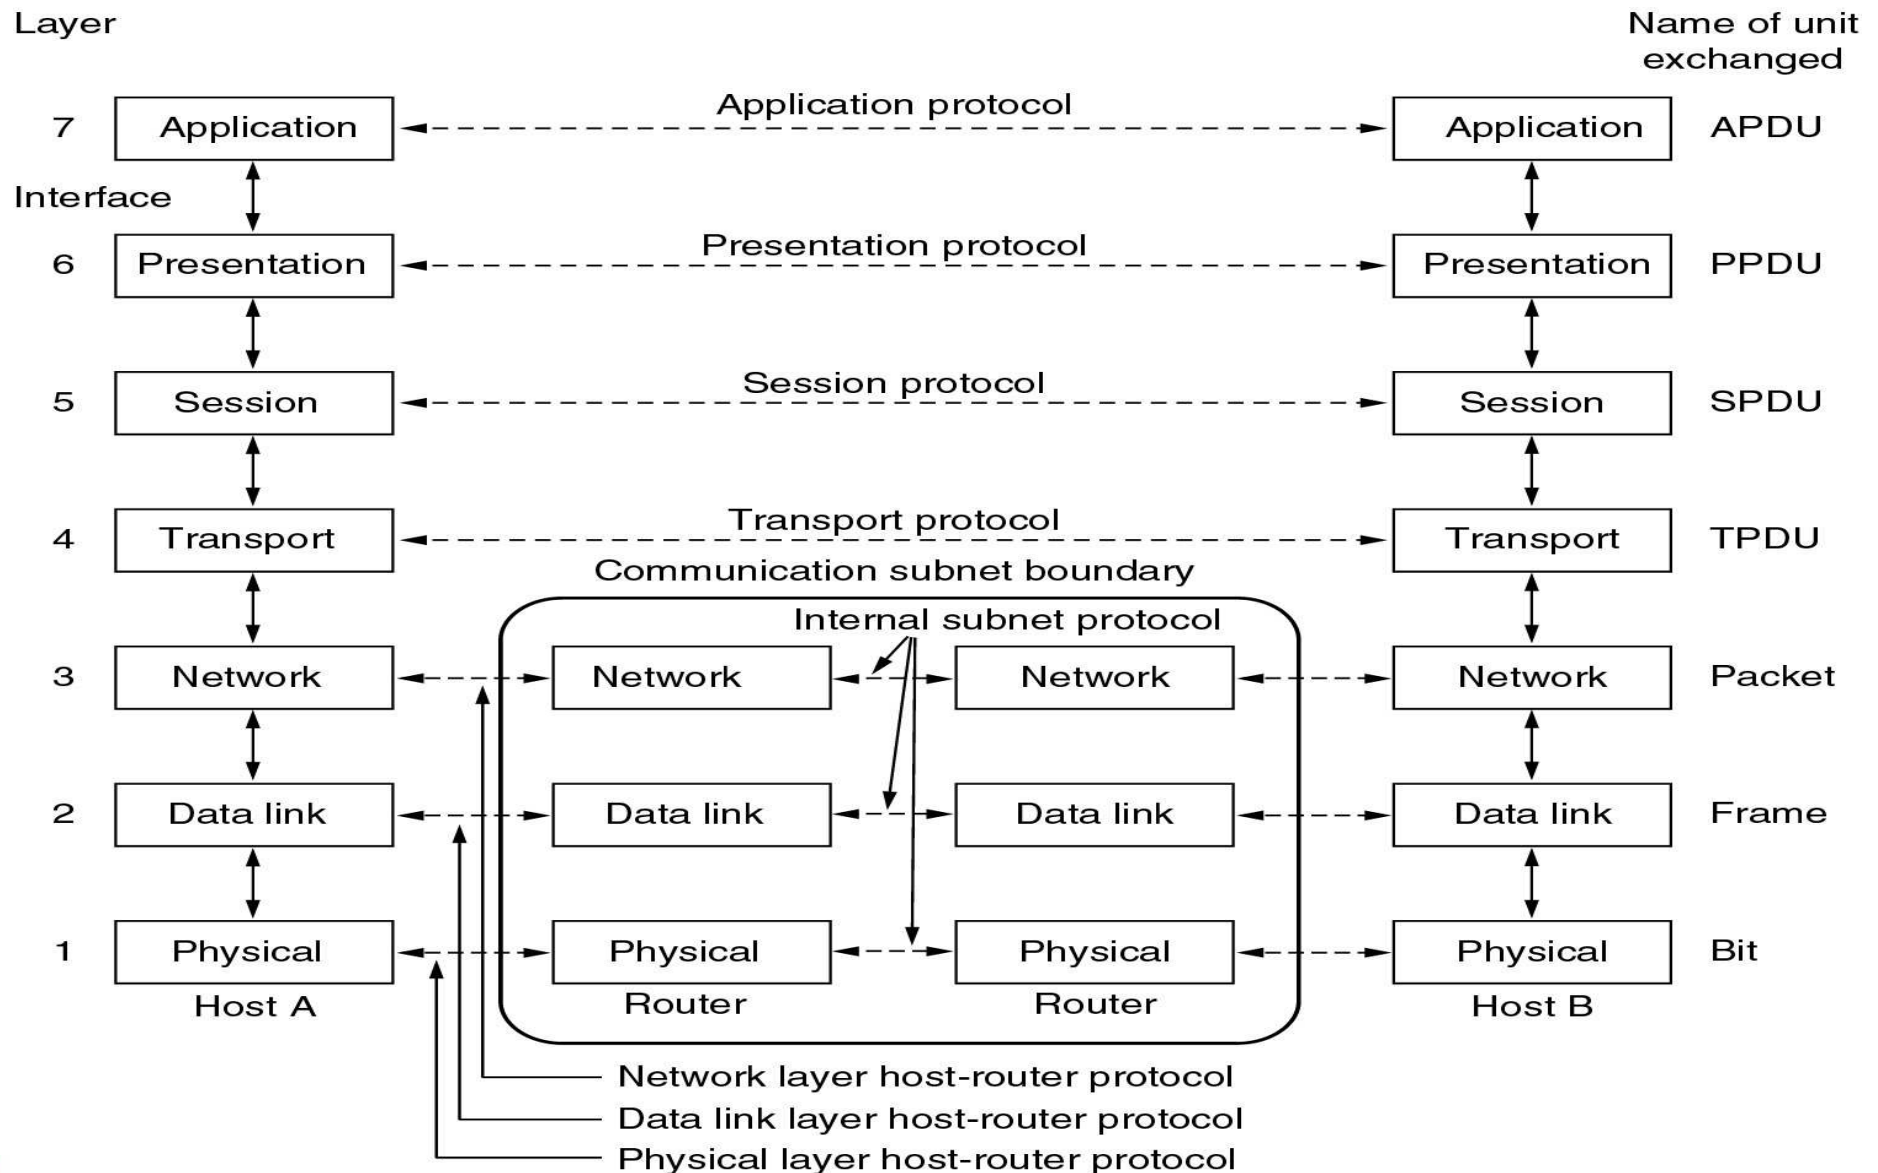 Layer
Name of unit
exchanged
7
Application
Application protocol
Application
APDU
Interface
6
Presentation
Presentation protocol
Presentation
PPDU
5
Session
Session protocol
Session
SPDU
4
Transport
Transport protocol
Transport
TPDU
Communication subnet boundary
Internal subnet protocol
3
Network
Network
Network
Network
Packet
2
Data link
Data link
Data link
Data link
Frame
1
Physical
Physical
Physical
Physical
Bit
Host A
Router
Router
Host B
Network layer host-router protocol
Data link layer host-router protocol
Physical layer host-router protocol